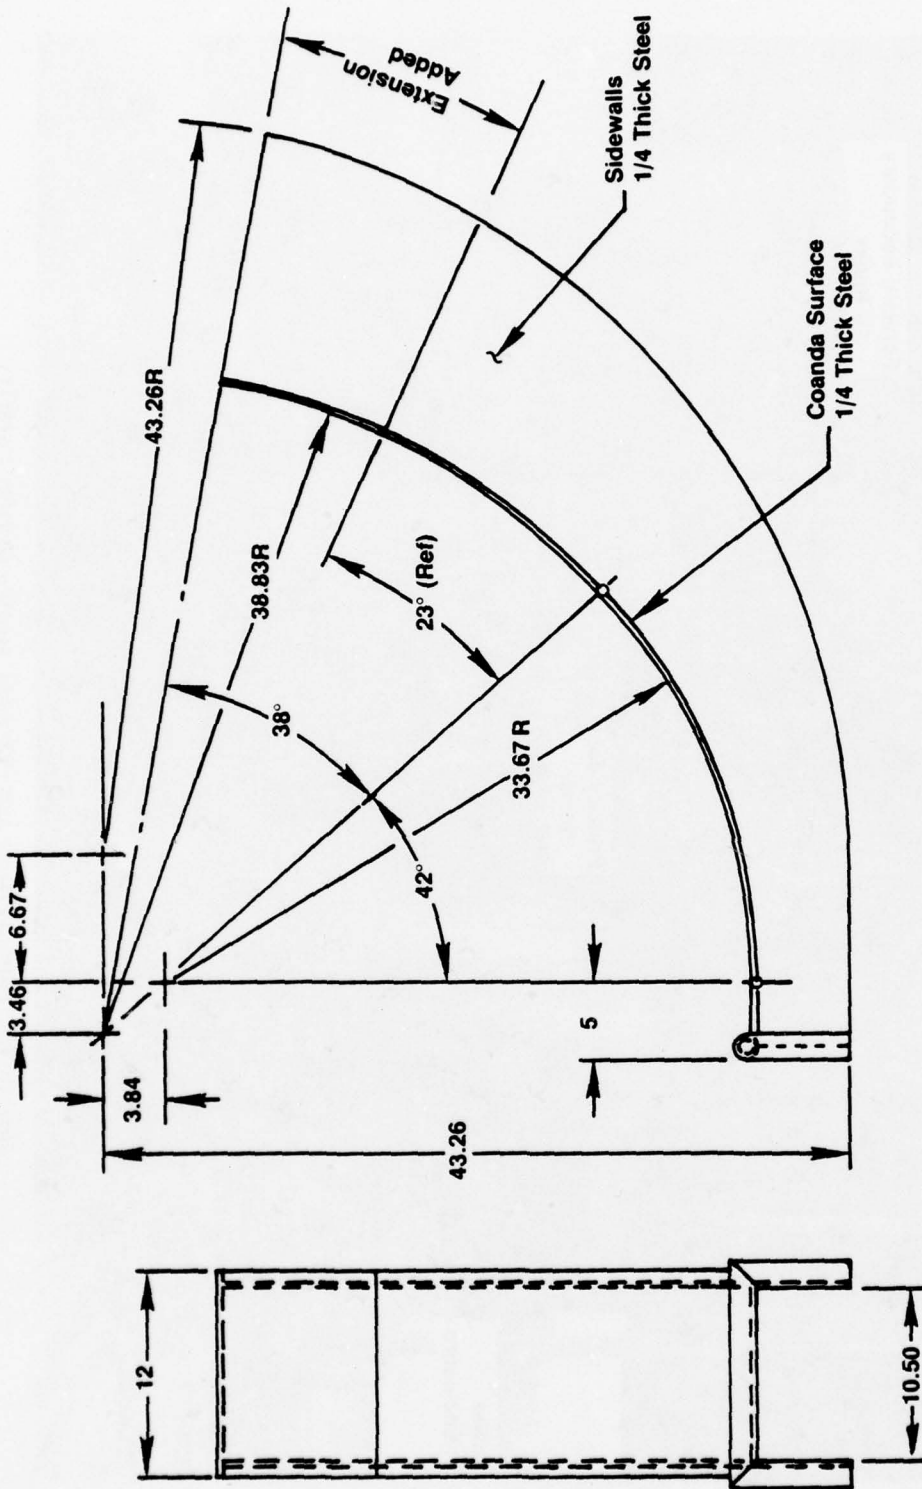 Extension
Added
43.26R
Sidewalls
1/4 Thick Steel
Coanda Surface
1/4 Thick Steel
38.83R
23° (Ref)
38°
33.67 R
42°
6.67
3.46
5
3.84
43.26
12
10.50